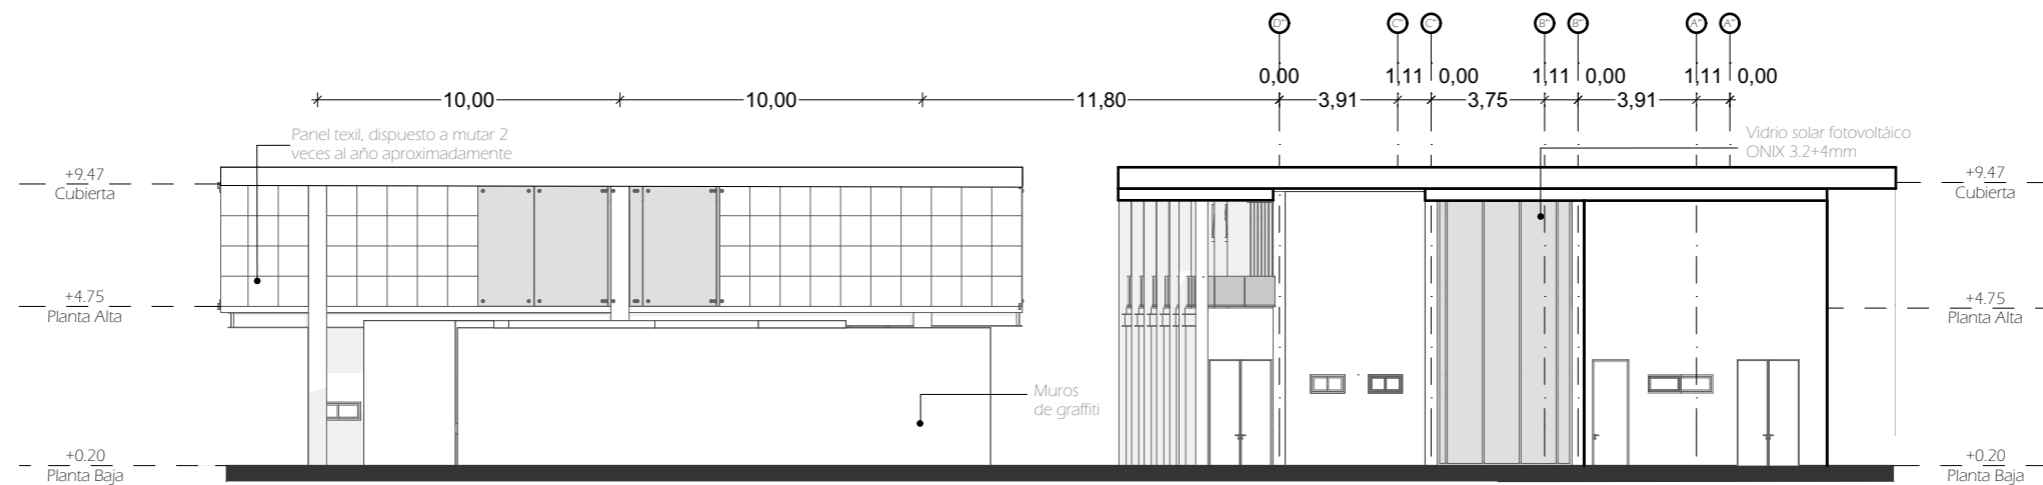 D" C" C" B" B" A" A"
0,00 1,11 0,00 1,11 0,00 1,11 0,00
10,00 10,00 11,80 3,91 3,75 3,91
Panel texil, dispuesto a mutar 2
veces al año aproximadamente
Vidrio solar fotovoltáico
ONIX 3.2+4mm
+9.47
Cubierta
+9.47
Cubierta
+4.75
Planta Alta
+4.75
Planta Alta
Muros
de graffiti
+0.20
Planta Baja
+0.20
Planta Baja